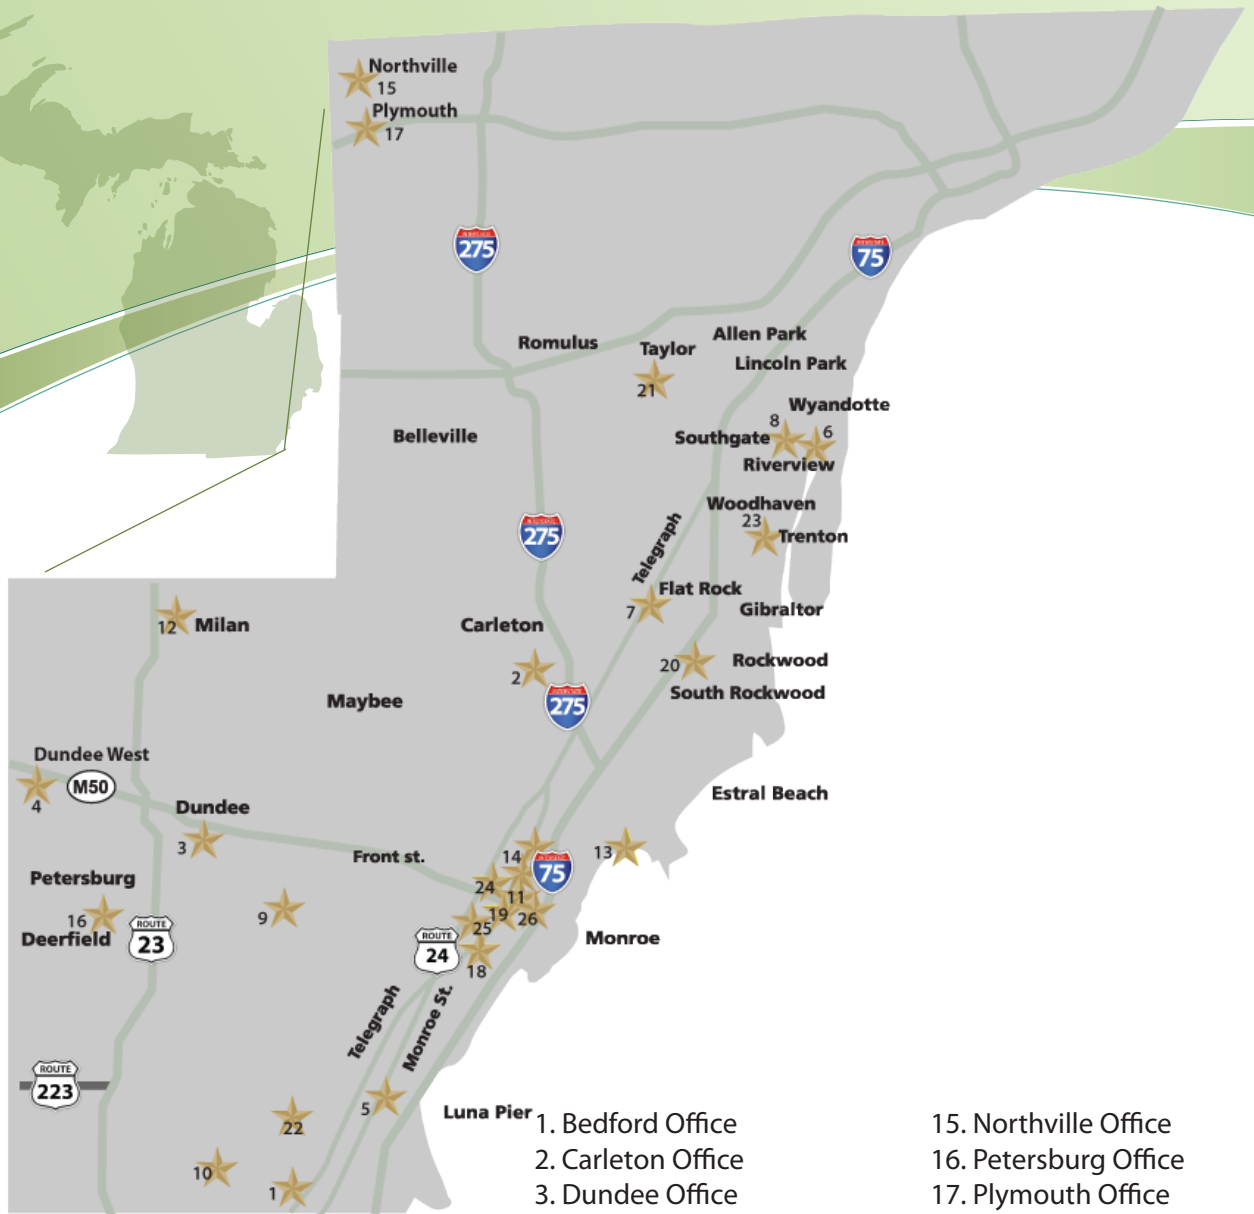 Northville
15
Plymouth
17
275
75
Romulus
Taylor
Allen Park
Lincoln Park
21
Wyandotte
8
6
Belleville
Southgate
Riverview
Woodhaven
23
Trenton
275
Telegraph
Flat Rock
7
Gibraltor
12
Milan
Carleton
2
20
Rockwood
South Rockwood
275
Maybee
Dundee West
M50
4
Estral Beach
Dundee
3
Front st.
14
13
75
Petersburg
24
11
16
9
19
26
25
Deerfield
ROUTE
23
ROUTE
24
Monroe
18
Telegraph
Monroe St.
ROUTE
223
5
Luna Pier
22
10
1
1. Bedford Office
2. Carleton Office
3. Dundee Office
15. Northville Office
16. Petersburg Office
17. Plymouth Office